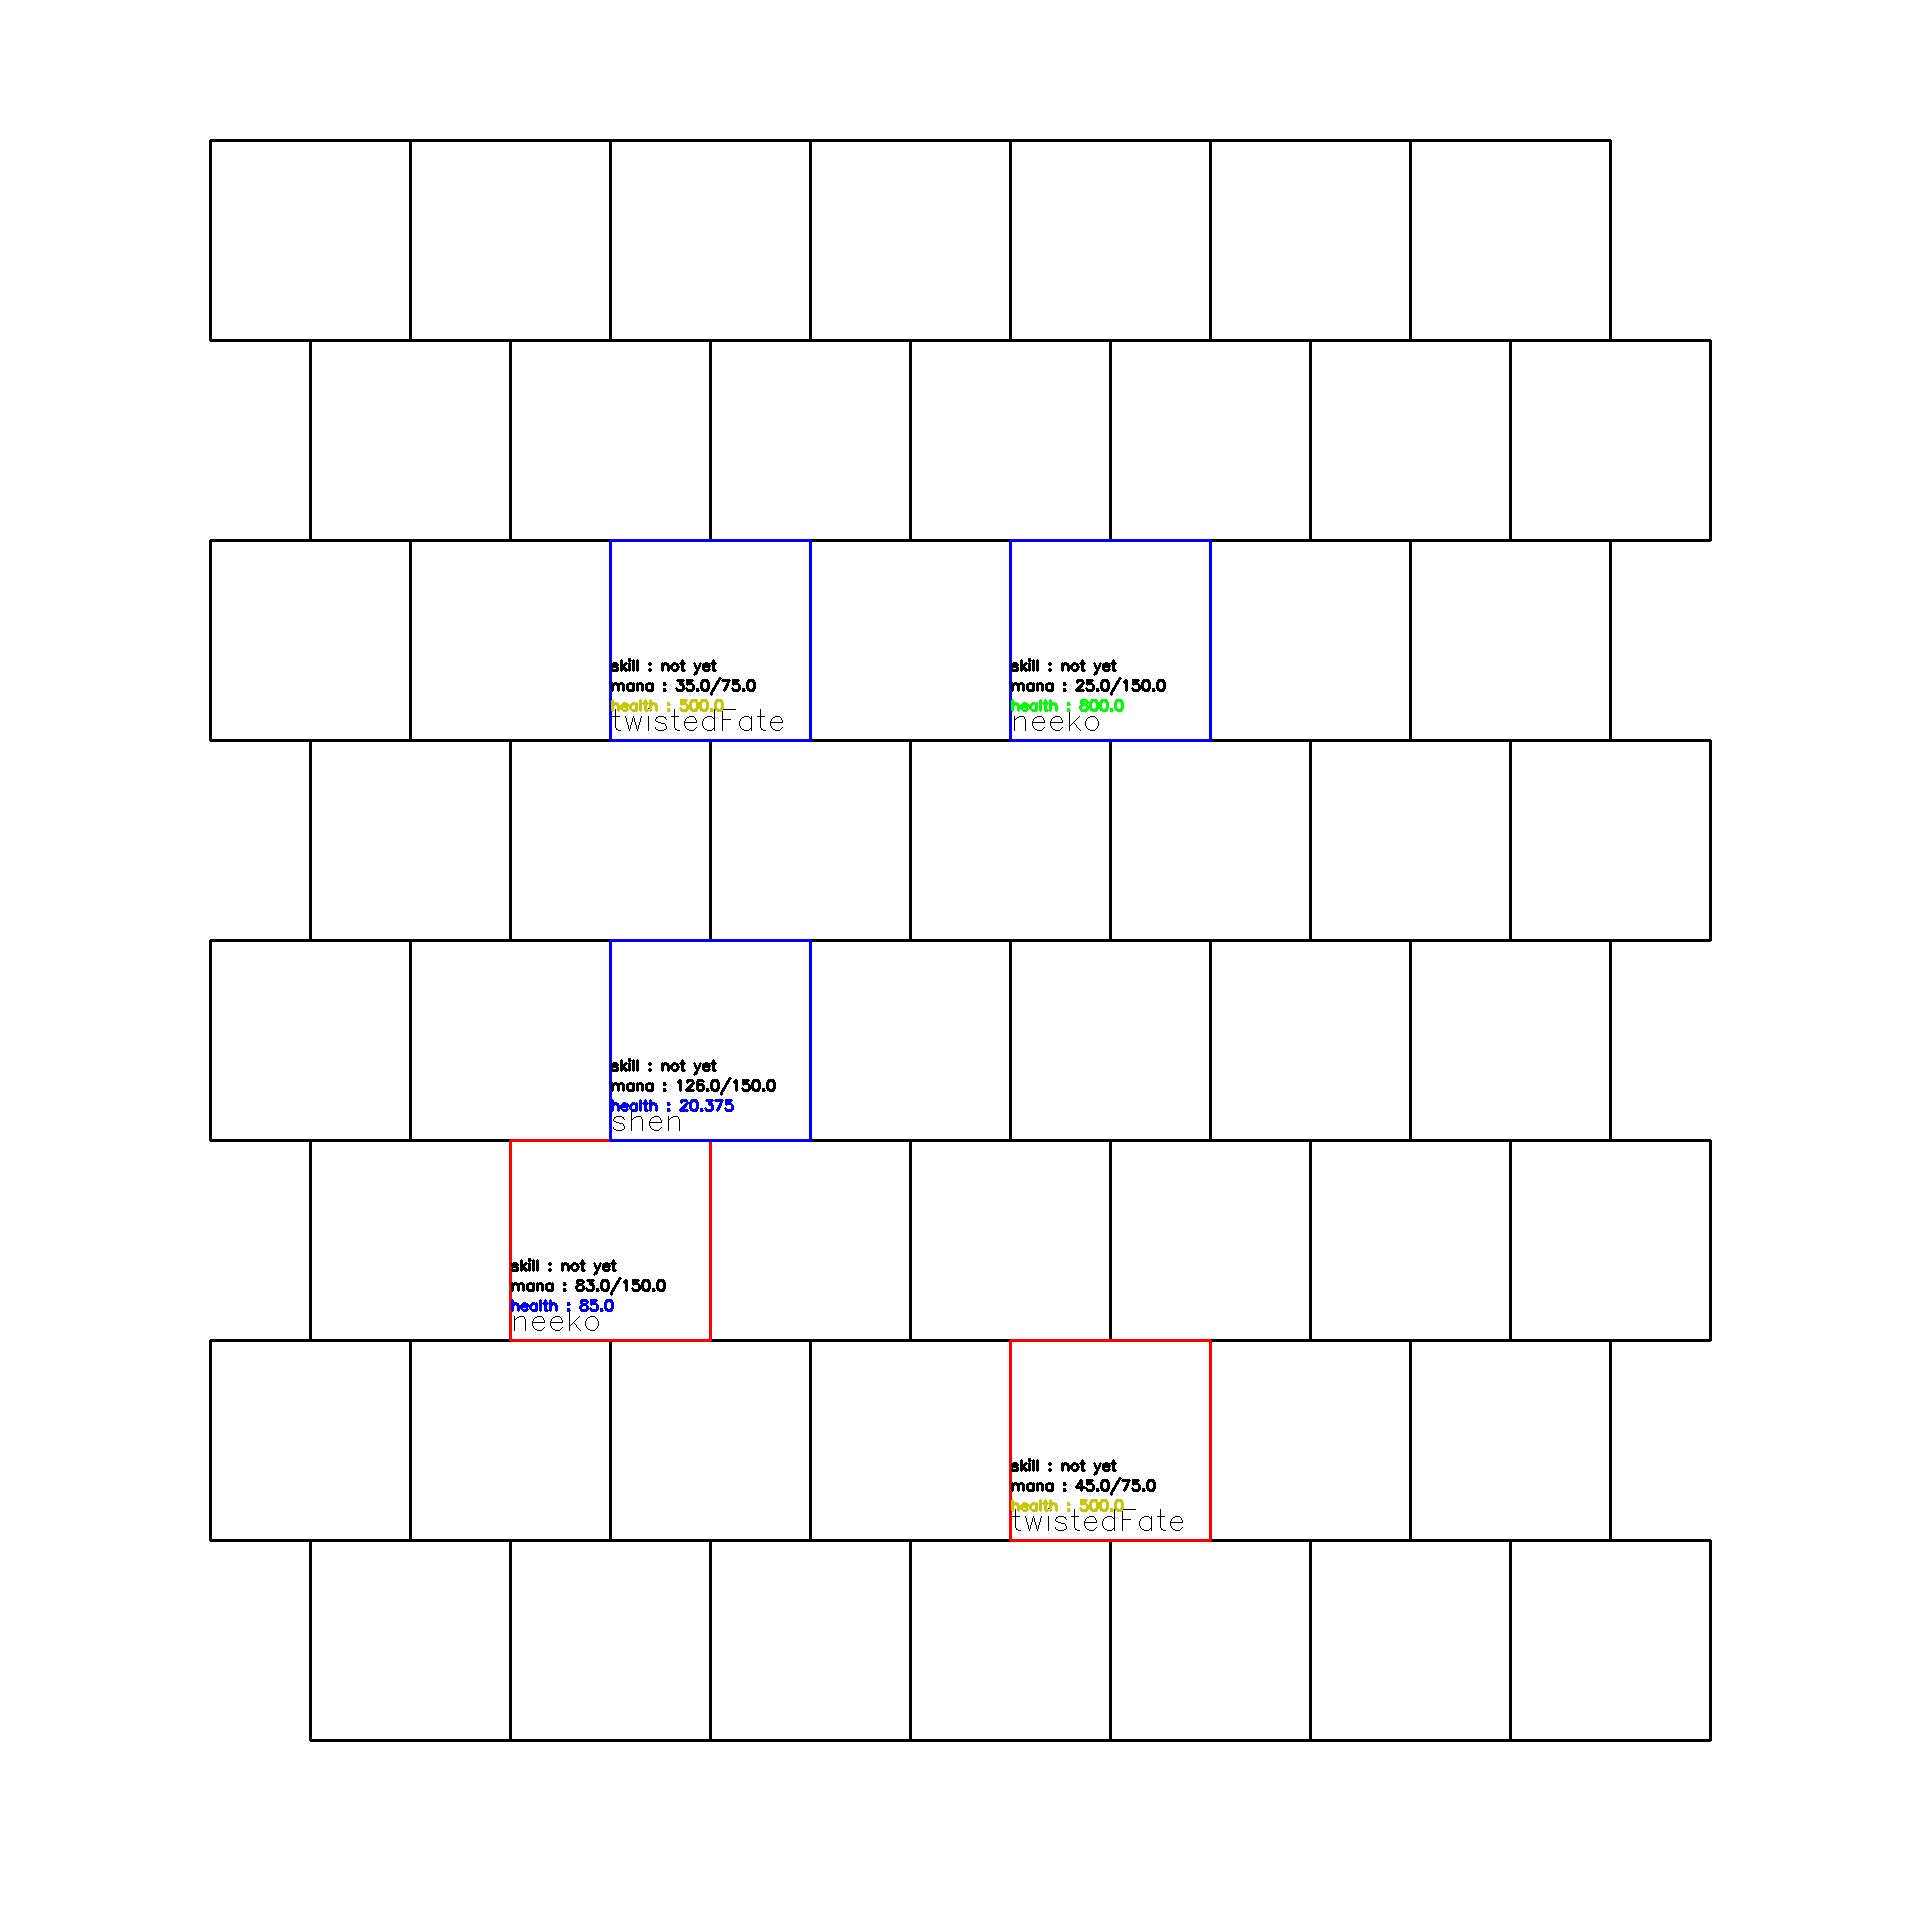 skill : not yet
mana : 35.0/75.0
health : 500.0
twistedFate
skill : not yet
mana : 25.0/150.0
health : 800.0
neeko
skill : not yet
mana : 126.0/150.0
health : 20.375
shen
skill : not yet
mana : 83.0/150.0
health : 85.0
neeko
skill : not yet
mana : 45.0/75.0
health : 500.0
twistedFate